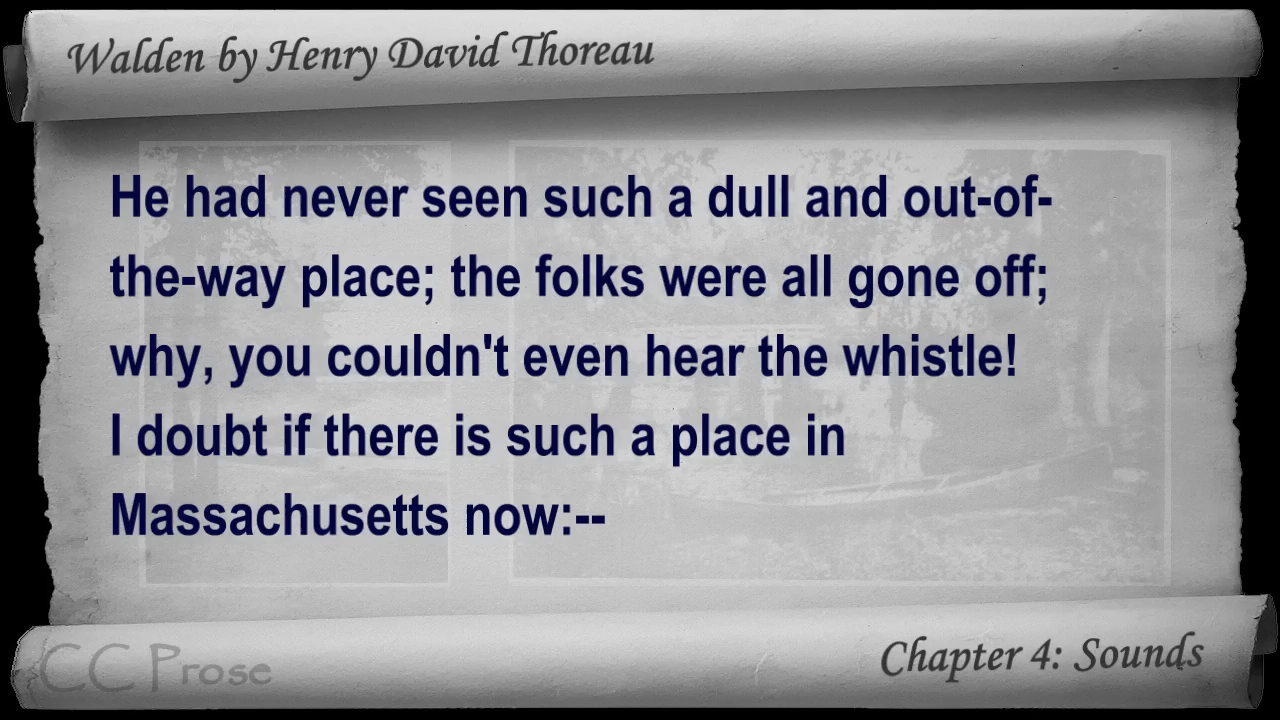 Walden by Henry David Thoreau
He had never seen such a dull and out-of-
the-way place; the folks were all gone off;
why, you couldn't even hear the whistle!
I doubt if there is such a place in
Massachusetts now:--
CC Prose
Chapter 4: Sounds